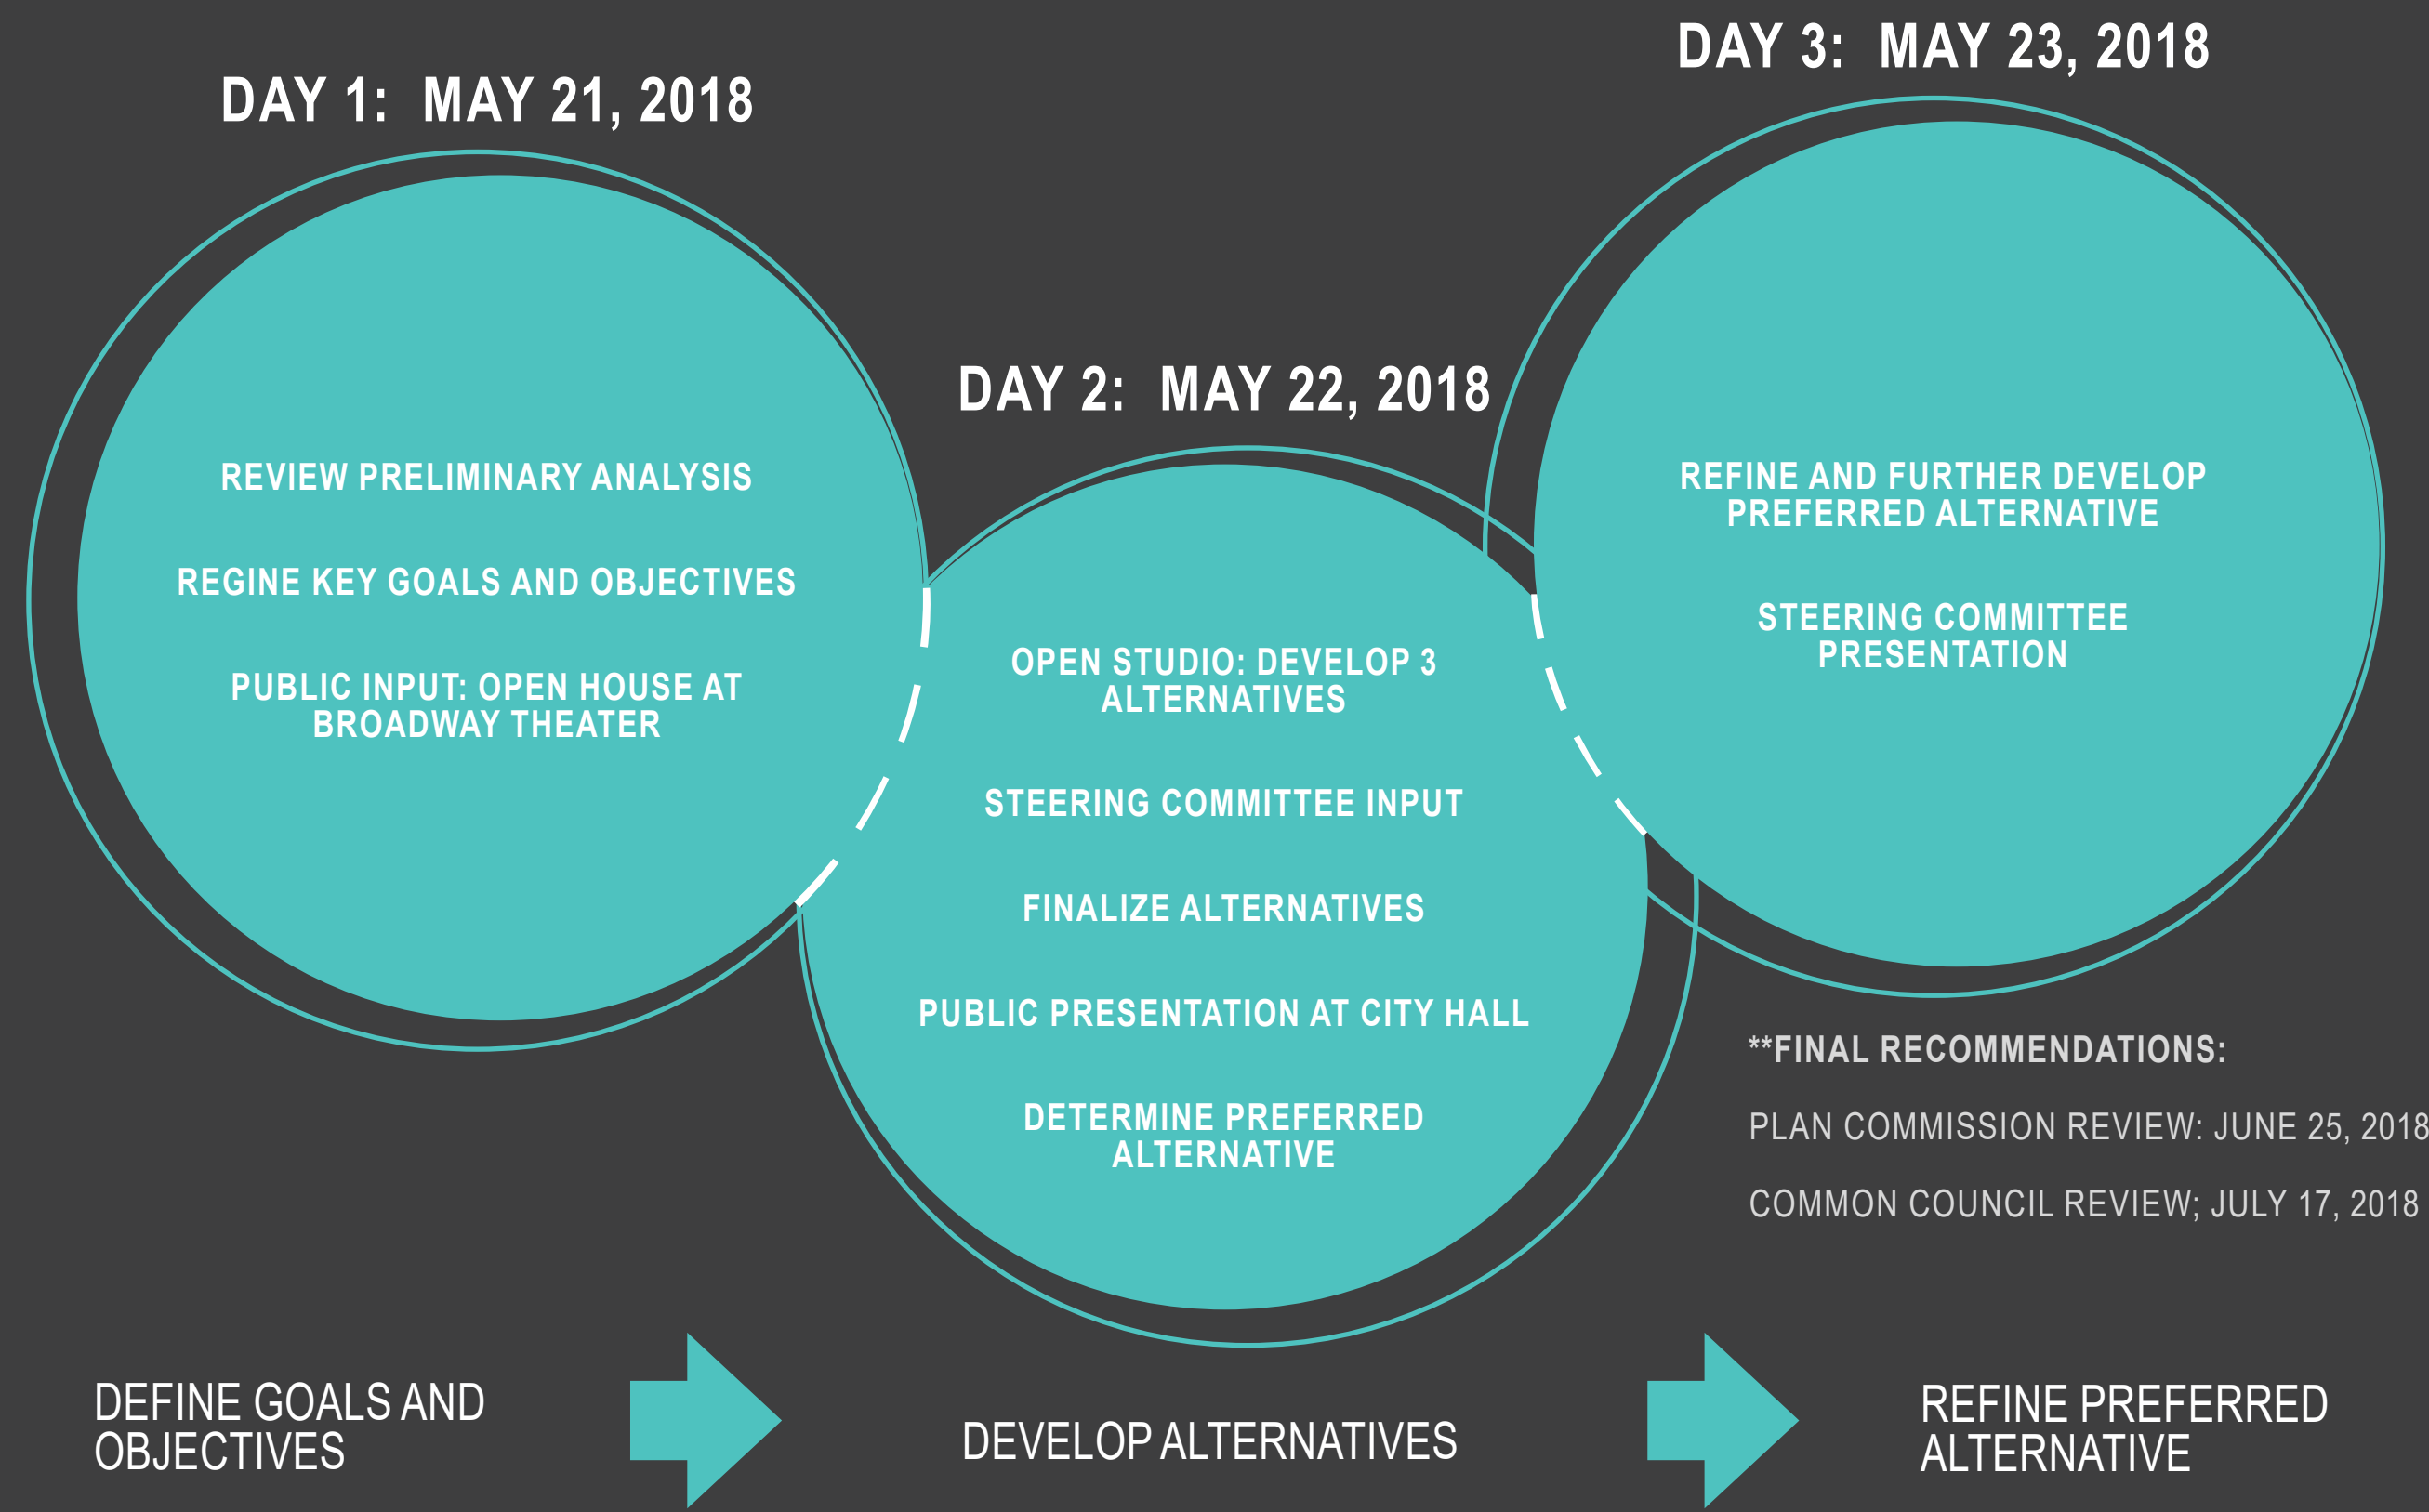 DAY 1: MAY 21, 2018
REVIEW PRELIMINARY ANALYSIS
REGINE KEY GOALS AND OBJECTIVES
PUBLIC INPUT: OPEN HOUSE AT
BROADWAY THEATER
DAY 2: MAY 22, 2018
OPEN STUDIO: DEVELOP 3
ALTERNATIVES
STEERING COMMITTEE INPUT
FINALIZE ALTERNATIVES
PUBLIC PRESENTATION AT CITY HALL
DETERMINE PREFERRED
ALTERNATIVE
DAY 3: MAY 23, 2018
REFINE AND FURTHER DEVELOP
PREFERRED ALTERNATIVE
STEERING COMMITTEE
PRESENTATION
**FINAL RECOMMENDATIONS:
PLAN COMMISSION REVIEW: JUNE 25, 2018
COMMON COUNCIL REVIEW; JULY 17, 2018
DEFINE GOALS AND
OBJECTIVES
DEVELOP ALTERNATIVES
REFINE PREFERRED
ALTERNATIVE